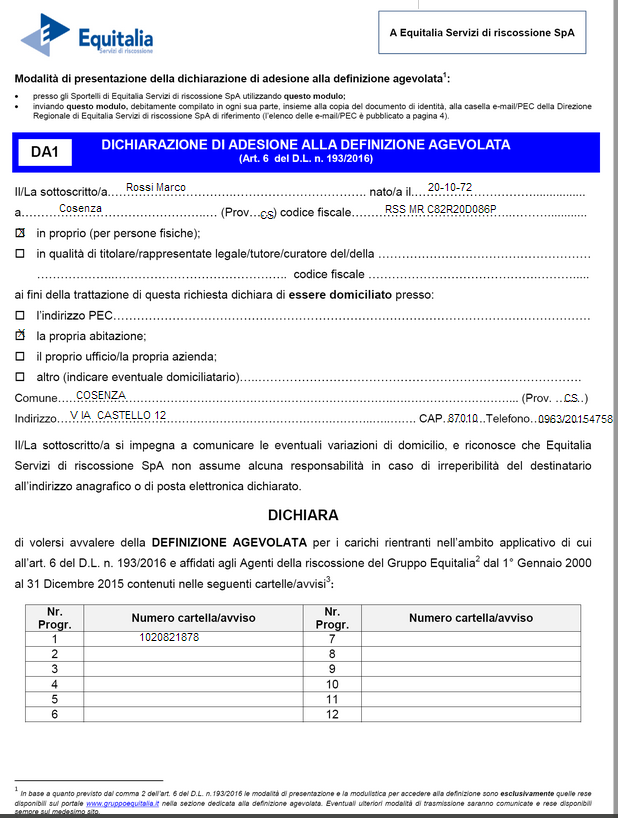 Equitalia
Servizi di riscossione
A Equitalia Servizi di riscossione SpA
Modalità di presentazione della dichiarazione di adesione alla definizione agevolata1:
• presso gli Sportelli di Equitalia Servizi di riscossione SpA utilizzando questo modulo;
• inviando questo modulo, debitamente compilato in ogni sua parte, insieme alla copia del documento di identità, alla casella e-mail/PEC della Direzione
Regionale di Equitalia Servizi di riscossione SpA di riferimento (l'elenco delle e-mail/PEC è pubblicato a pagina 4).
DA1
DICHIARAZIONE DI ADESIONE ALLA DEFINIZIONE AGEVOLATA
(Art. 6 del D.L. n. 193/2016)
Il/La sottoscritto/a.....Rossi Marco..... nato/a il.....20-10-72.....
a.....Cosenza..... (Prov...CS) codice fiscale.....RSS MR C82R20D086P.....
☒ in proprio (per persone fisiche);
☐ in qualità di titolare/rappresentate legale/tutore/curatore del/della ..........
.......... codice fiscale ..........
ai fini della trattazione di questa richiesta dichiara di essere domiciliato presso:
☐ l'indirizzo PEC..........
☒ la propria abitazione;
☐ il proprio ufficio/la propria azienda;
☐ altro (indicare eventuale domiciliatario)..........
Comune.....COSENZA..... (Prov. ...CS..)
Indirizzo.....V IA CASTELLO 12..... CAP..87010..Telefono..0963/20154758
Il/La sottoscritto/a si impegna a comunicare le eventuali variazioni di domicilio, e riconosce che Equitalia
Servizi di riscossione SpA non assume alcuna responsabilità in caso di irreperibilità del destinatario
all'indirizzo anagrafico o di posta elettronica dichiarato.
DICHIARA
di volersi avvalere della DEFINIZIONE AGEVOLATA per i carichi rientranti nell'ambito applicativo di cui
all'art. 6 del D.L. n. 193/2016 e affidati agli Agenti della riscossione del Gruppo Equitalia2 dal 1° Gennaio 2000
al 31 Dicembre 2015 contenuti nelle seguenti cartelle/avvisi3:
Nr. Progr. Numero cartella/avviso Nr. Progr. Numero cartella/avviso
1 1020821878 7
2 8
3 9
4 10
5 11
6 12
1 In base a quanto previsto dal comma 2 dell'art. 6 del D.L. n.193/2016 le modalità di presentazione e la modulistica per accedere alla definizione sono esclusivamente quelle rese
disponibili sul portale www.gruppoequitalia.it nella sezione dedicata alla definizione agevolata. Eventuali ulteriori modalità di trasmissione saranno comunicate e rese disponibili
sempre sul medesimo sito.